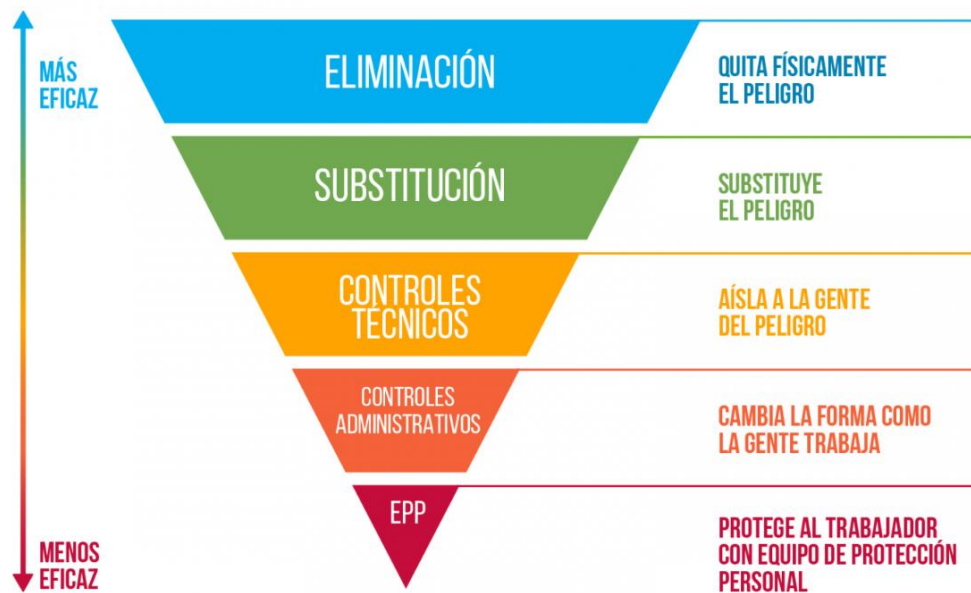 MÁS
EFICAZ
ELIMINACIÓN
QUITA FÍSICAMENTE
EL PELIGRO
SUBSTITUCIÓN
SUBSTITUYE
EL PELIGRO
CONTROLES
TÉCNICOS
AÍSLA A LA GENTE
DEL PELIGRO
CONTROLES
ADMINISTRATIVOS
CAMBIA LA FORMA COMO
LA GENTE TRABAJA
EPP
PROTEGE AL TRABAJADOR
CON EQUIPO DE PROTECCIÓN
PERSONAL
MENOS
EFICAZ